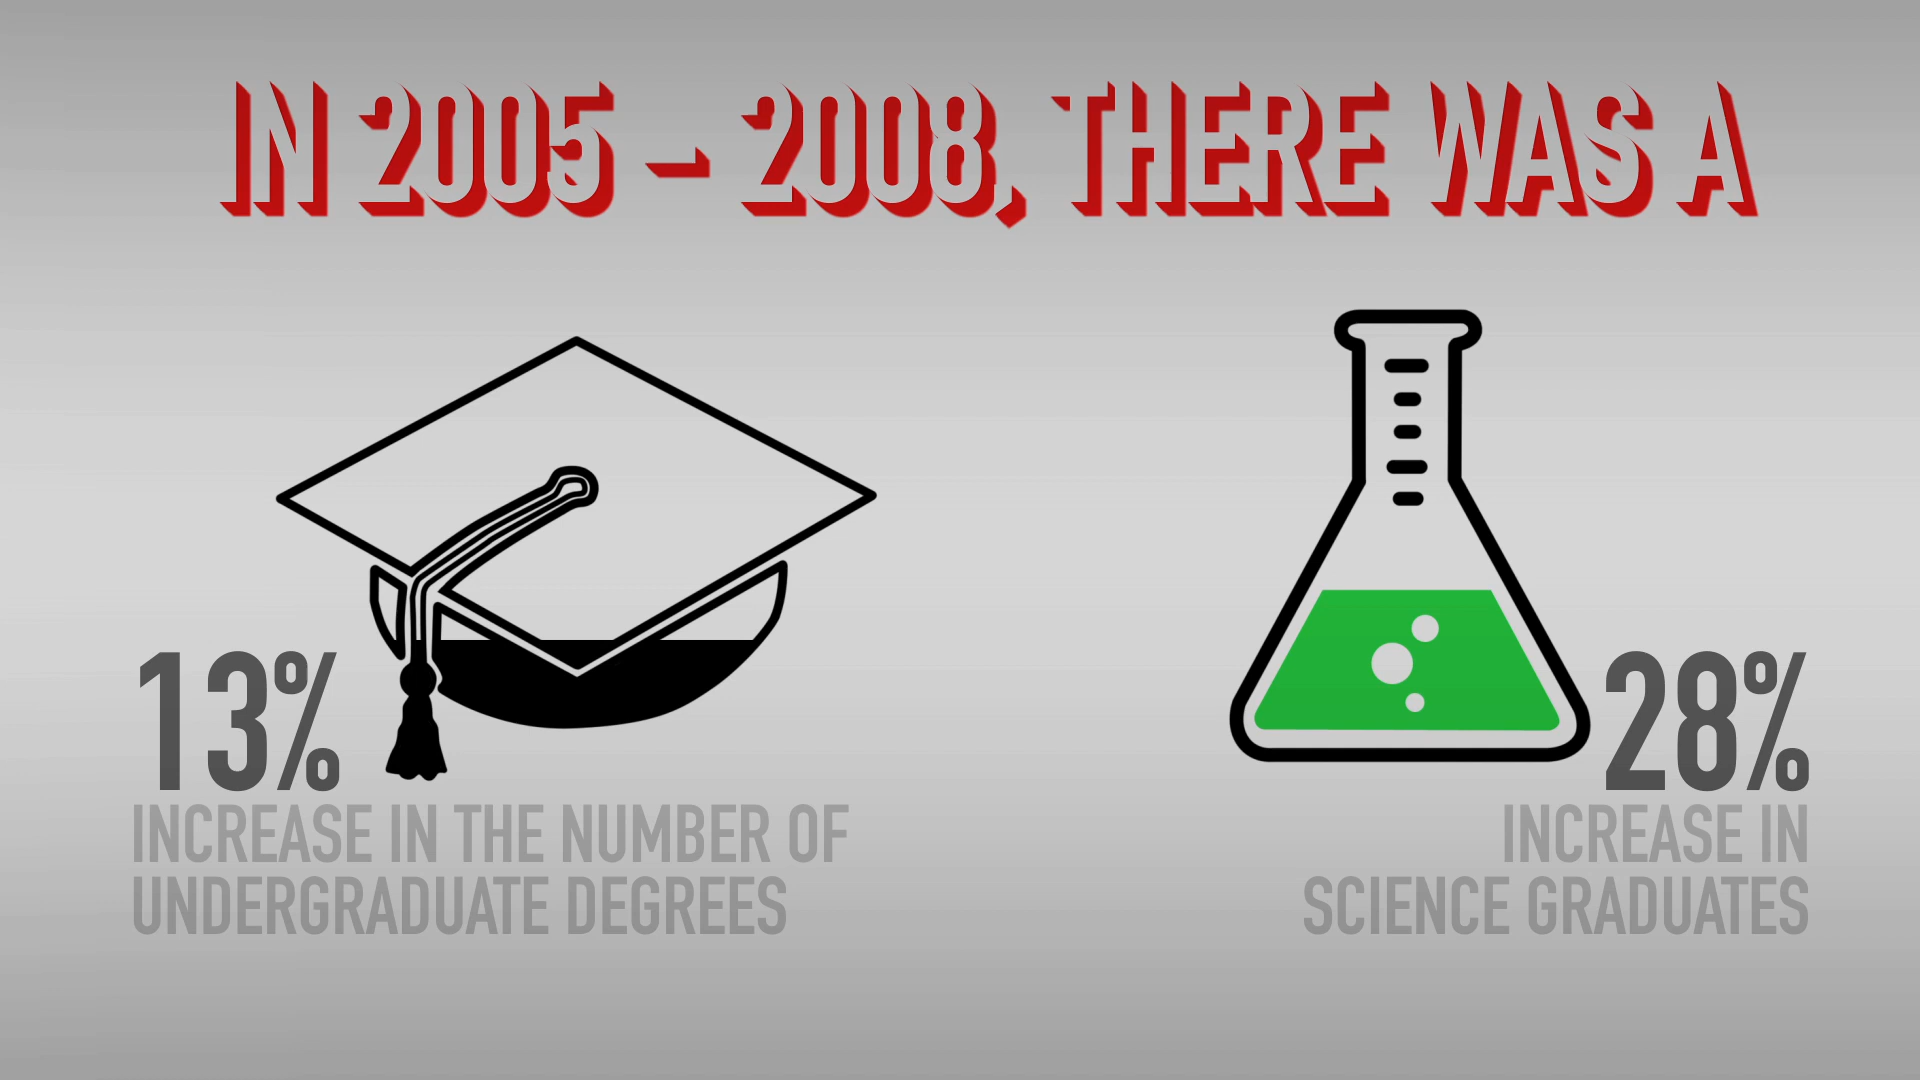 IN 2005 – 2008, THERE WAS A
13%
INCREASE IN THE NUMBER OF
UNDERGRADUATE DEGREES
28%
INCREASE IN
SCIENCE GRADUATES